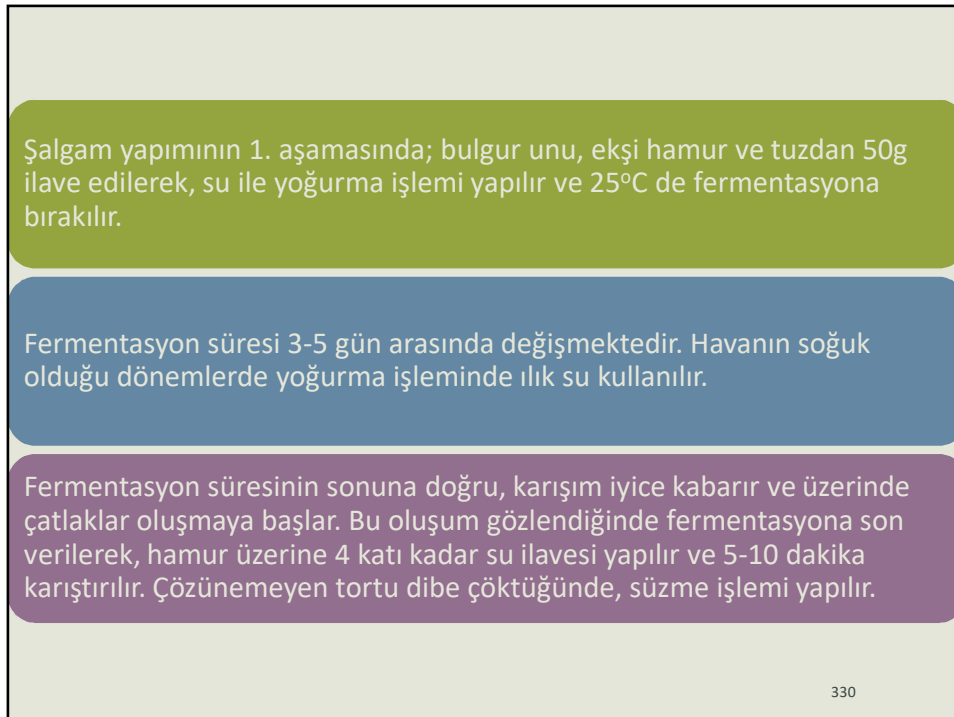 Şalgam yapımının 1. aşamasında; bulgur unu, ekşi hamur ve tuzdan 50g
ilave edilerek, su ile yoğurma işlemi yapılır ve 25°C de fermentasyona
bırakılır.
Fermentasyon süresi 3-5 gün arasında değişmektedir. Havanın soğuk
olduğu dönemlerde yoğurma işleminde ılık su kullanılır.
Fermentasyon süresinin sonuna doğru, karışım iyice kabarır ve üzerinde
çatlaklar oluşmaya başlar. Bu oluşum gözlendiğinde fermentasyona son
verilerek, hamur üzerine 4 katı kadar su ilavesi yapılır ve 5-10 dakika
karıştırılır. Çözünemeyen tortu dibe çöktüğünde, süzme işlemi yapılır.
330